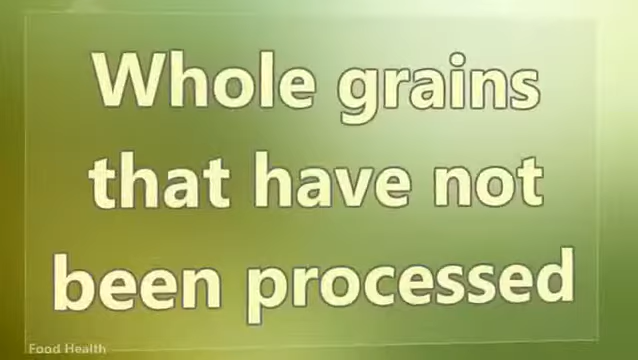 Whole grains
that have not
been processed
Food Health